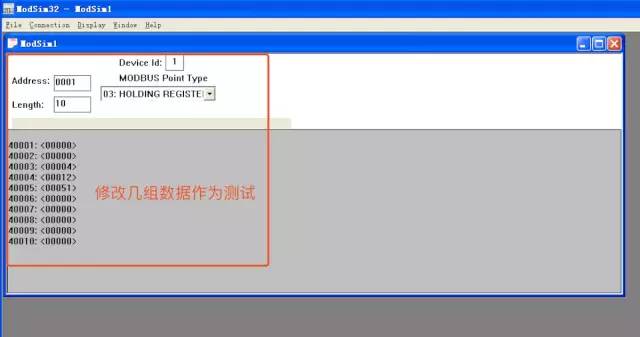 ModSim32 - ModSim1
File Connection Display Window Help
ModSim1
Device Id: 1
Address: 0001
MODBUS Point Type
Length: 10
03: HOLDING REGISTE
40001: <00000>
40002: <00000>
40003: <00004>
40004: <00012>
40005: <00051>
40006: <00000>
40007: <00000>
40008: <00000>
40009: <00000>
40010: <00000>
修改几组数据作为测试